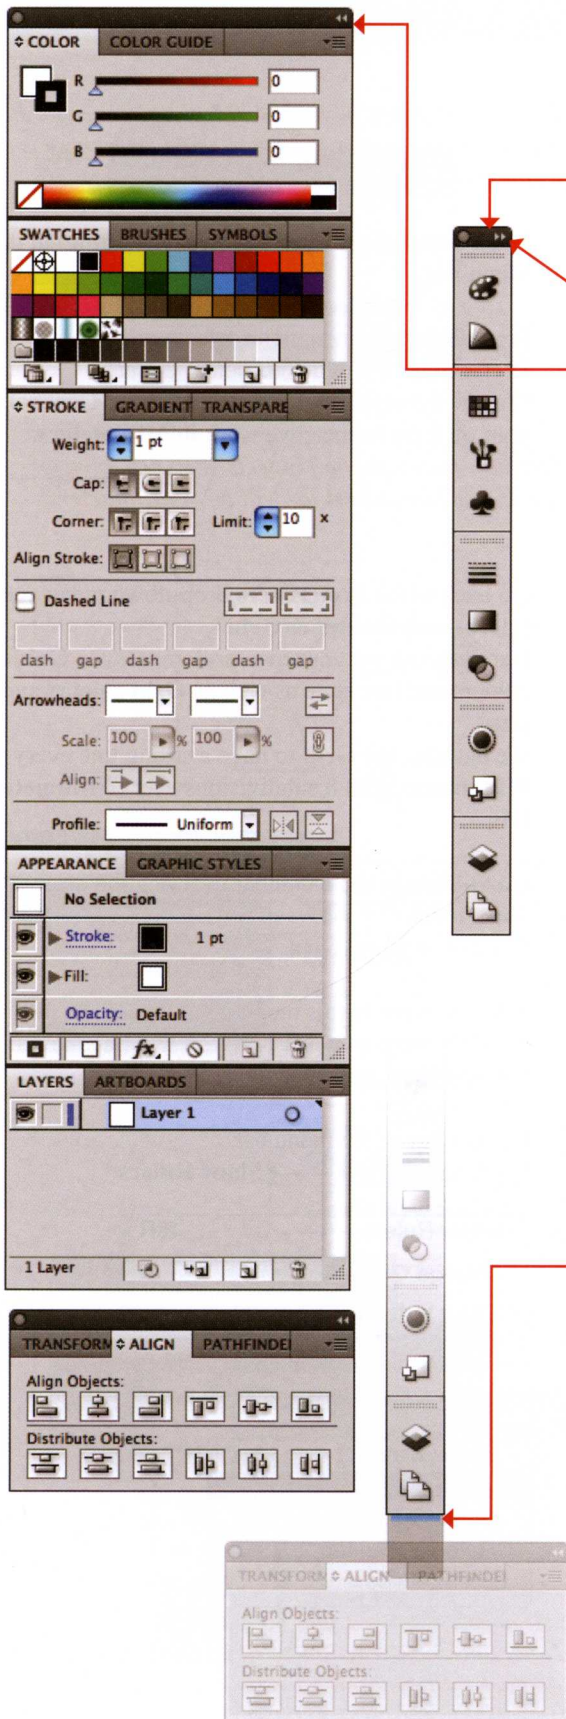 COLOR COLOR GUIDE
R 0
G 0
B 0
SWATCHES BRUSHES SYMBOLS
STROKE GRADIENT TRANSPARE
Weight: 1 pt
Cap:
Corner: Limit: 10 x
Align Stroke:
Dashed Line
dash gap dash gap dash gap
Arrowheads:
Scale: 100 % 100 %
Align:
Profile: Uniform
APPEARANCE GRAPHIC STYLES
No Selection
Stroke: 1 pt
Fill:
Opacity: Default
fx
LAYERS ARTBOARDS
Layer 1
1 Layer
TRANSFORM ALIGN PATHFINDE
Align Objects:
Distribute Objects:
TRANSFORM ALIGN PATHFINDE
Align Objects:
Distribute Objects: